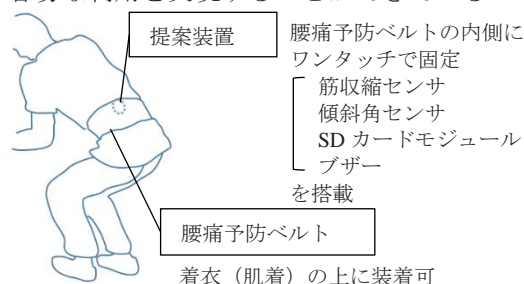 提案装置
腰痛予防ベルトの内側に
ワンタッチで固定
筋収縮センサ
傾斜角センサ
SD カードモジュール
ブザー
を搭載
腰痛予防ベルト
着衣（肌着）の上に装着可